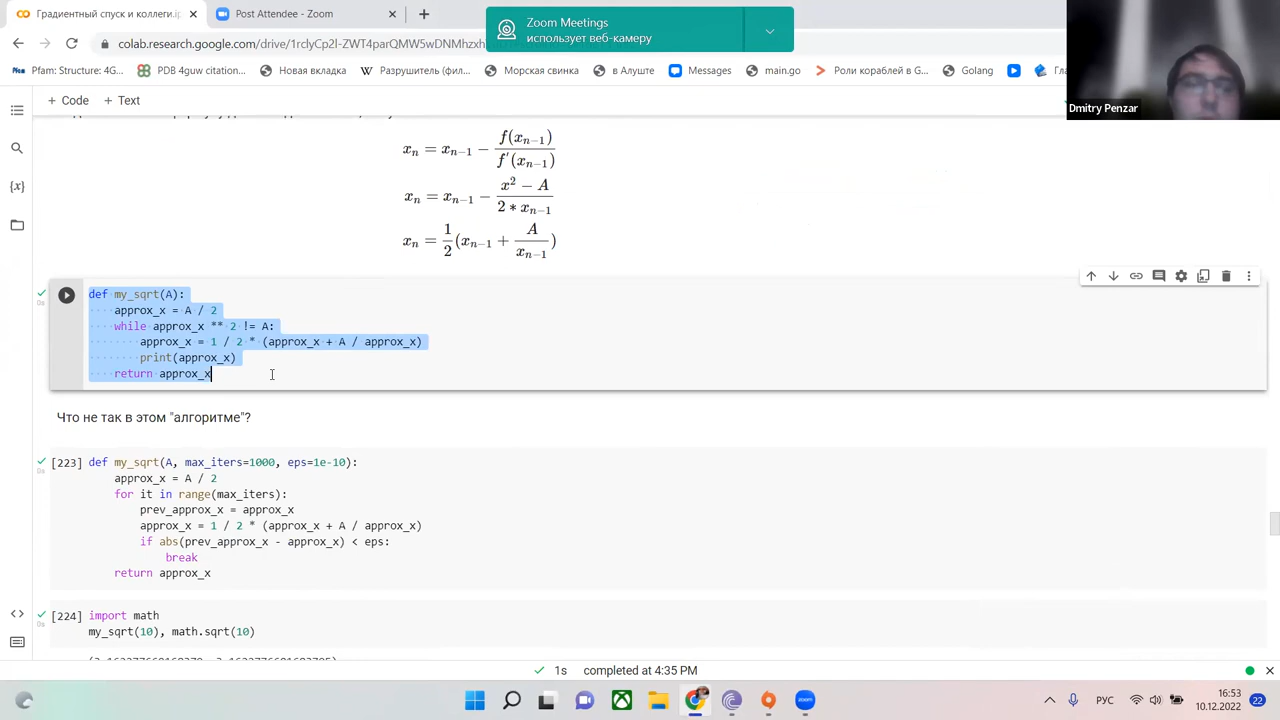 Градиентный спуск и коллеги.i
Post Attendee - Zoom
Zoom Meetings
использует веб-камеру
colab.research.google.com/drive/1rclyCp2l-ZWT4parQMW5wDNMhzxh
Pfam: Structure: 4G...
PDB 4guw citation...
Новая вкладка
Разрушитель (фил...
Морская свинка
в Алуште
Messages
main.go
Роли кораблей в G...
Golang
Dmitry Penzar
+ Code + Text
x_n = x_{n-1} - \frac{f(x_{n-1})}{f'(x_{n-1})}
x_n = x_{n-1} - \frac{x^2 - A}{2 * x_{n-1}}
x_n = \frac{1}{2}(x_{n-1} + \frac{A}{x_{n-1}})
def my_sqrt(A):
approx_x = A / 2
while approx_x ** 2 != A:
approx_x = 1 / 2 * (approx_x + A / approx_x)
print(approx_x)
return approx_x
Что не так в этом "алгоритме"?
[223] def my_sqrt(A, max_iters=1000, eps=1e-10):
approx_x = A / 2
for it in range(max_iters):
prev_approx_x = approx_x
approx_x = 1 / 2 * (approx_x + A / approx_x)
if abs(prev_approx_x - approx_x) < eps:
break
return approx_x
[224] import math
my_sqrt(10), math.sqrt(10)
1s completed at 4:35 PM
РУС
16:53
10.12.2022
22